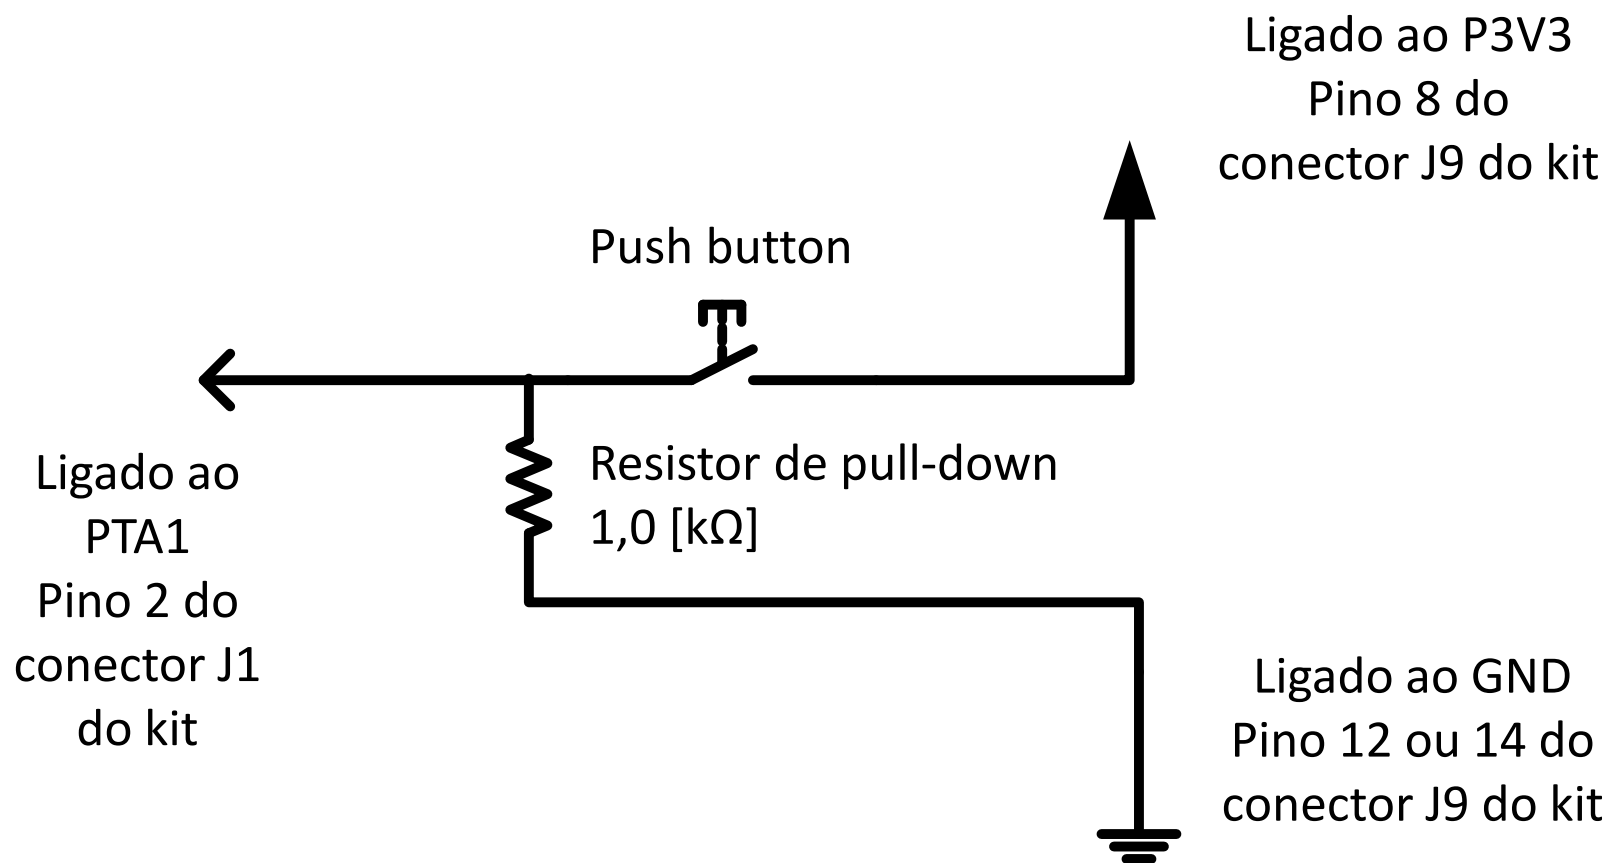 Ligado ao P3V3
Pino 8 do
conector J9 do kit
Push button
Resistor de pull-down
1,0 [kΩ]
Ligado ao
PTA1
Pino 2 do
conector J1
do kit
Ligado ao GND
Pino 12 ou 14 do
conector J9 do kit